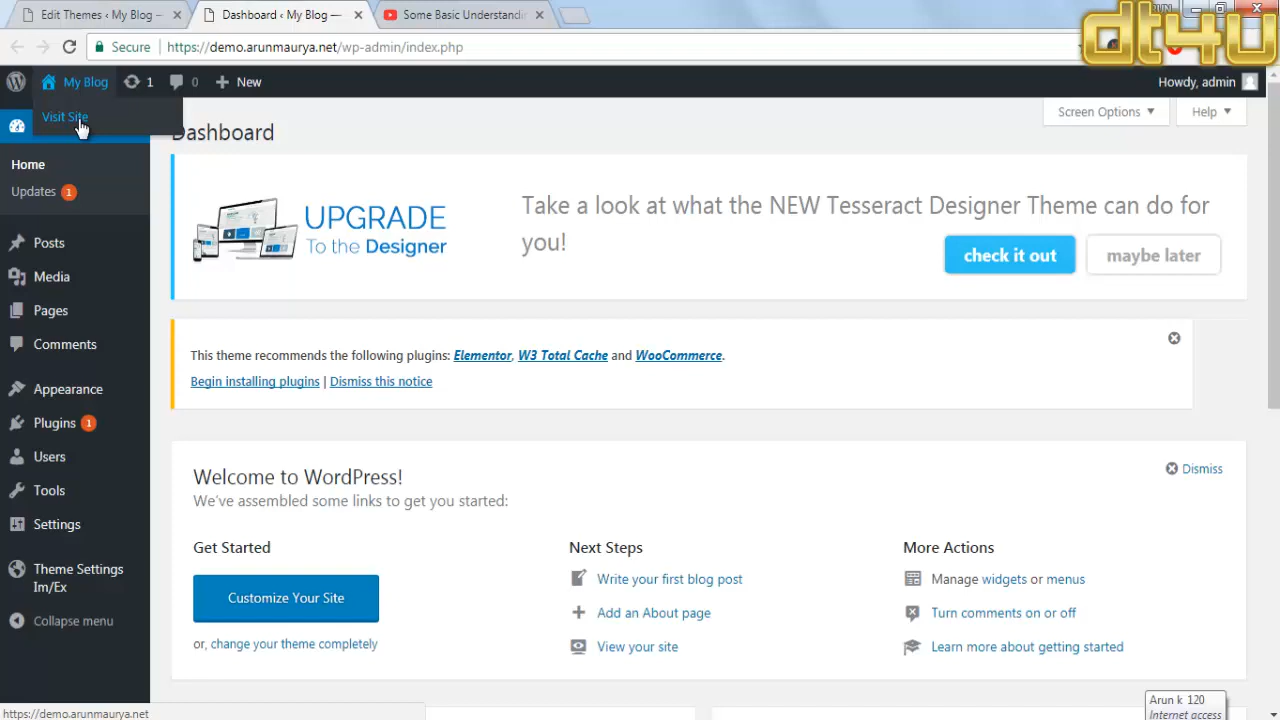 Edit Themes ‹ My Blog —
Dashboard ‹ My Blog —
Some Basic Understandin
dt4u
Secure https://demo.arunmaurya.net/wp-admin/index.php
My Blog 1 0 New Howdy, admin
Visit Site
Screen Options Help
Dashboard
Home
Updates 1
Posts
Media
Pages
Comments
Appearance
Plugins 1
Users
Tools
Settings
Theme Settings
Im/Ex
Collapse menu
UPGRADE
To the Designer
Take a look at what the NEW Tesseract Designer Theme can do for
you!
check it out maybe later
This theme recommends the following plugins: Elementor, W3 Total Cache and WooCommerce.
Begin installing plugins | Dismiss this notice
Welcome to WordPress!
Dismiss
We've assembled some links to get you started:
Get Started
Customize Your Site
or, change your theme completely
Next Steps
Write your first blog post
Add an About page
View your site
More Actions
Manage widgets or menus
Turn comments on or off
Learn more about getting started
https://demo.arunmaurya.net
Arun k 120
Internet access